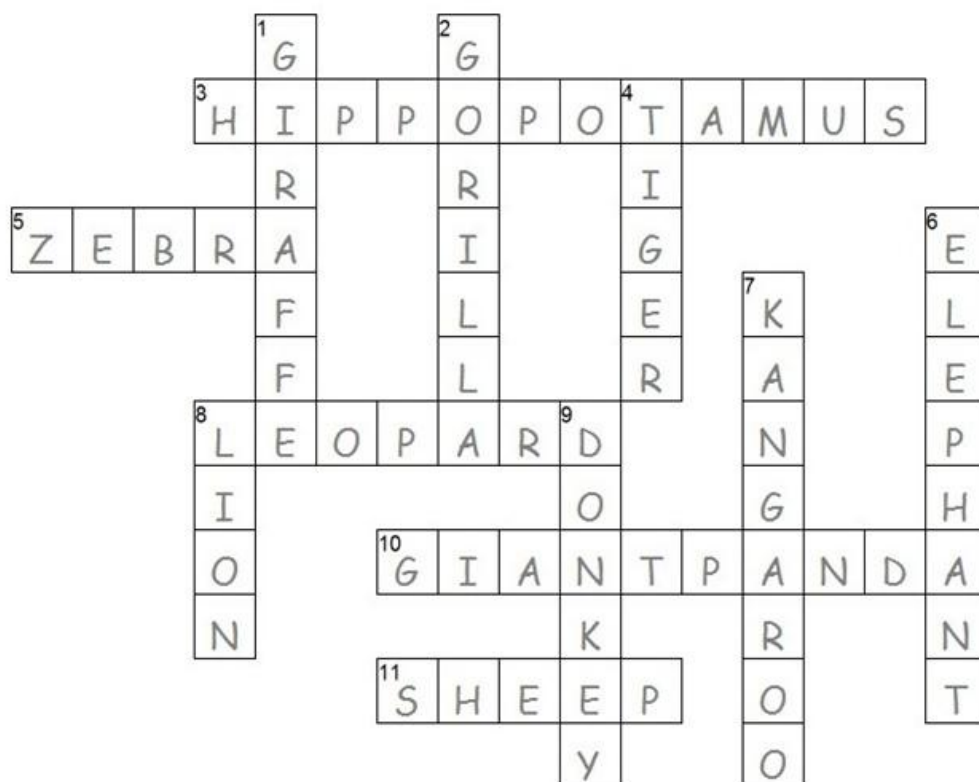 1 G 2 G
3 H I P P O P O 4 T A M U S
R R I
5 Z E B R A I G 6 E
F L E 7 K L
F L R A E
8 L E O P A R 9 D N P
I O G H
O 10 G I A N T P A N D A
N K R N
11 S H E E P O T
Y O